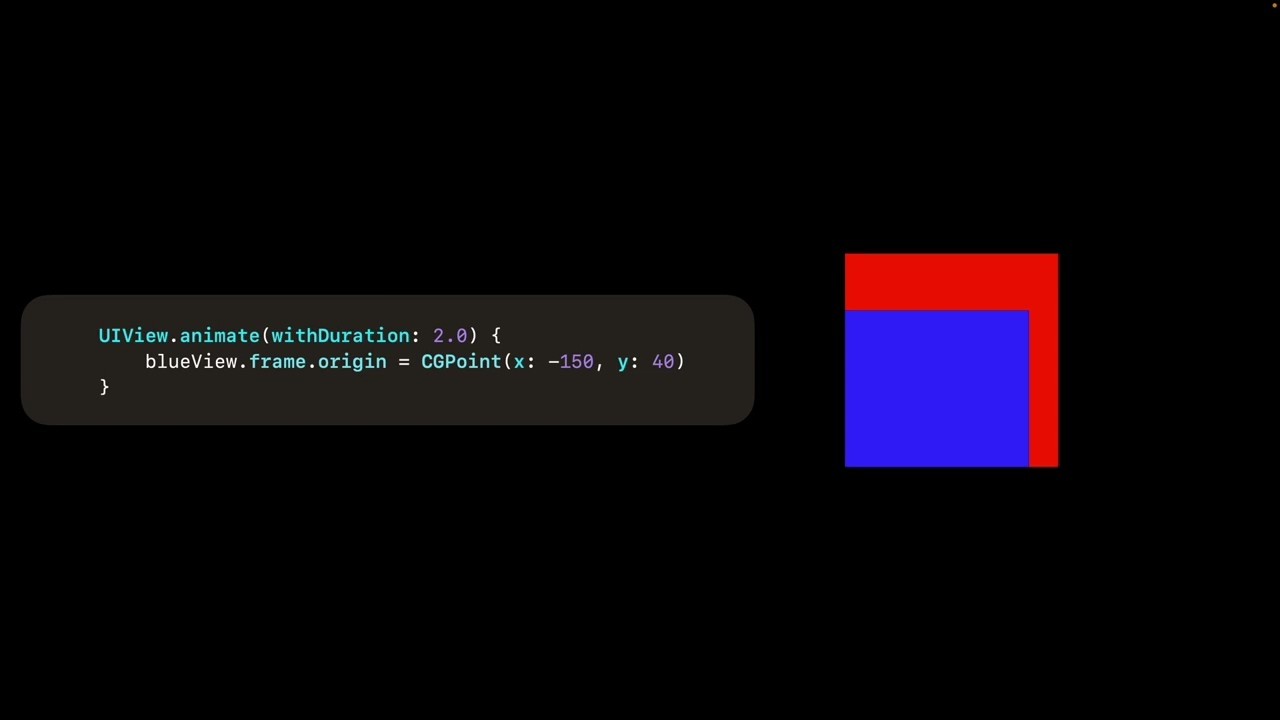 UIView.animate(withDuration: 2.0) {
    blueView.frame.origin = CGPoint(x: −150, y: 40)
}